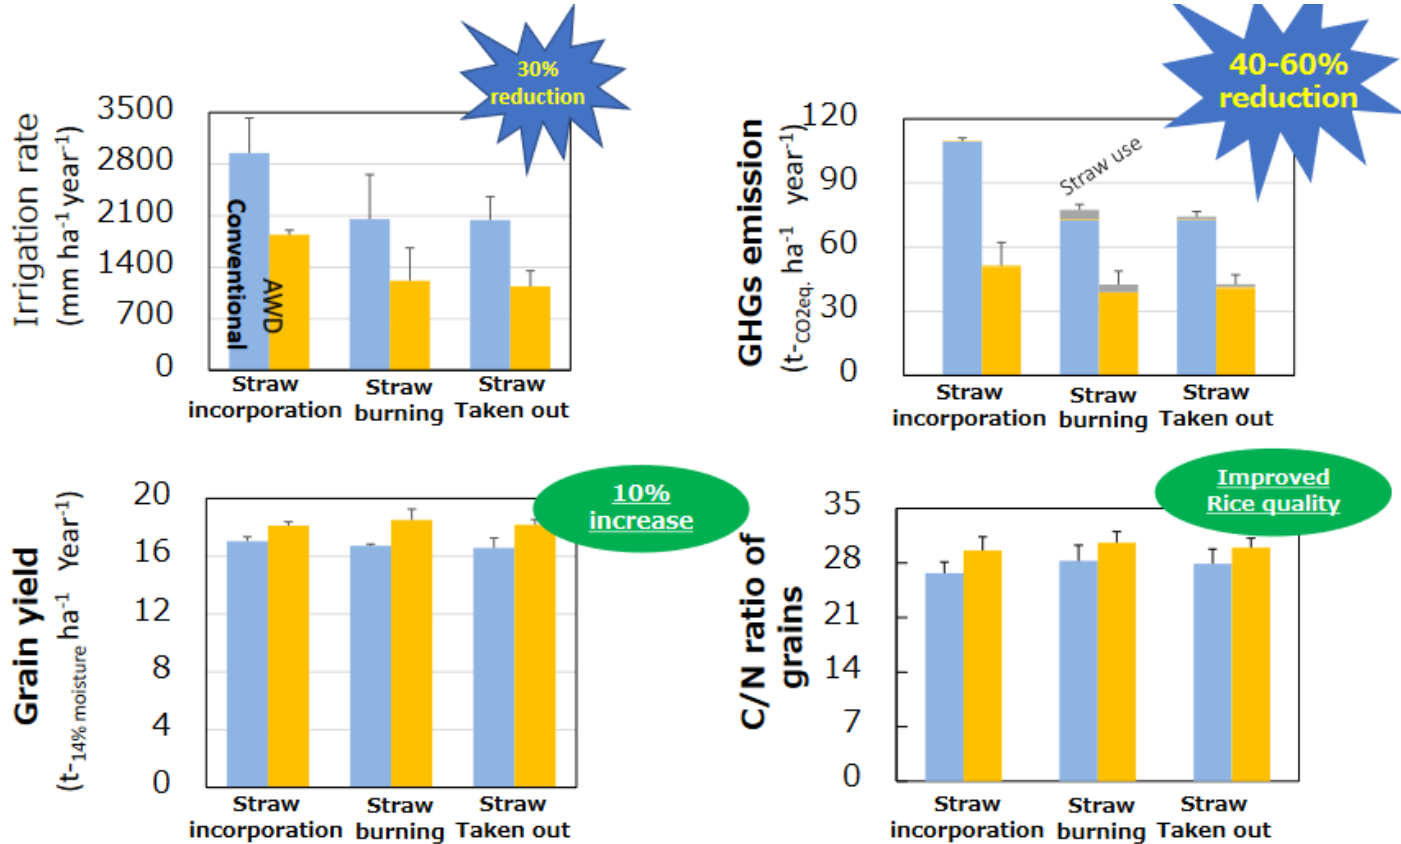 30%
reduction
Irrigation rate
(mm ha-1 year-1)
3500
2800
2100
1400
700
0
Conventional
AWD
Straw
incorporation
Straw
burning
Straw
Taken out
40-60%
reduction
GHGs emission
(t-CO2eq. ha-1 year-1)
120
90
60
30
0
Straw use
Straw
incorporation
Straw
burning
Straw
Taken out
10%
increase
Grain yield
(t-14% moisture ha-1 Year-1)
20
16
12
8
4
0
Straw
incorporation
Straw
burning
Straw
Taken out
Improved
Rice quality
C/N ratio of
grains
35
28
21
14
7
0
Straw
incorporation
Straw
burning
Straw
Taken out